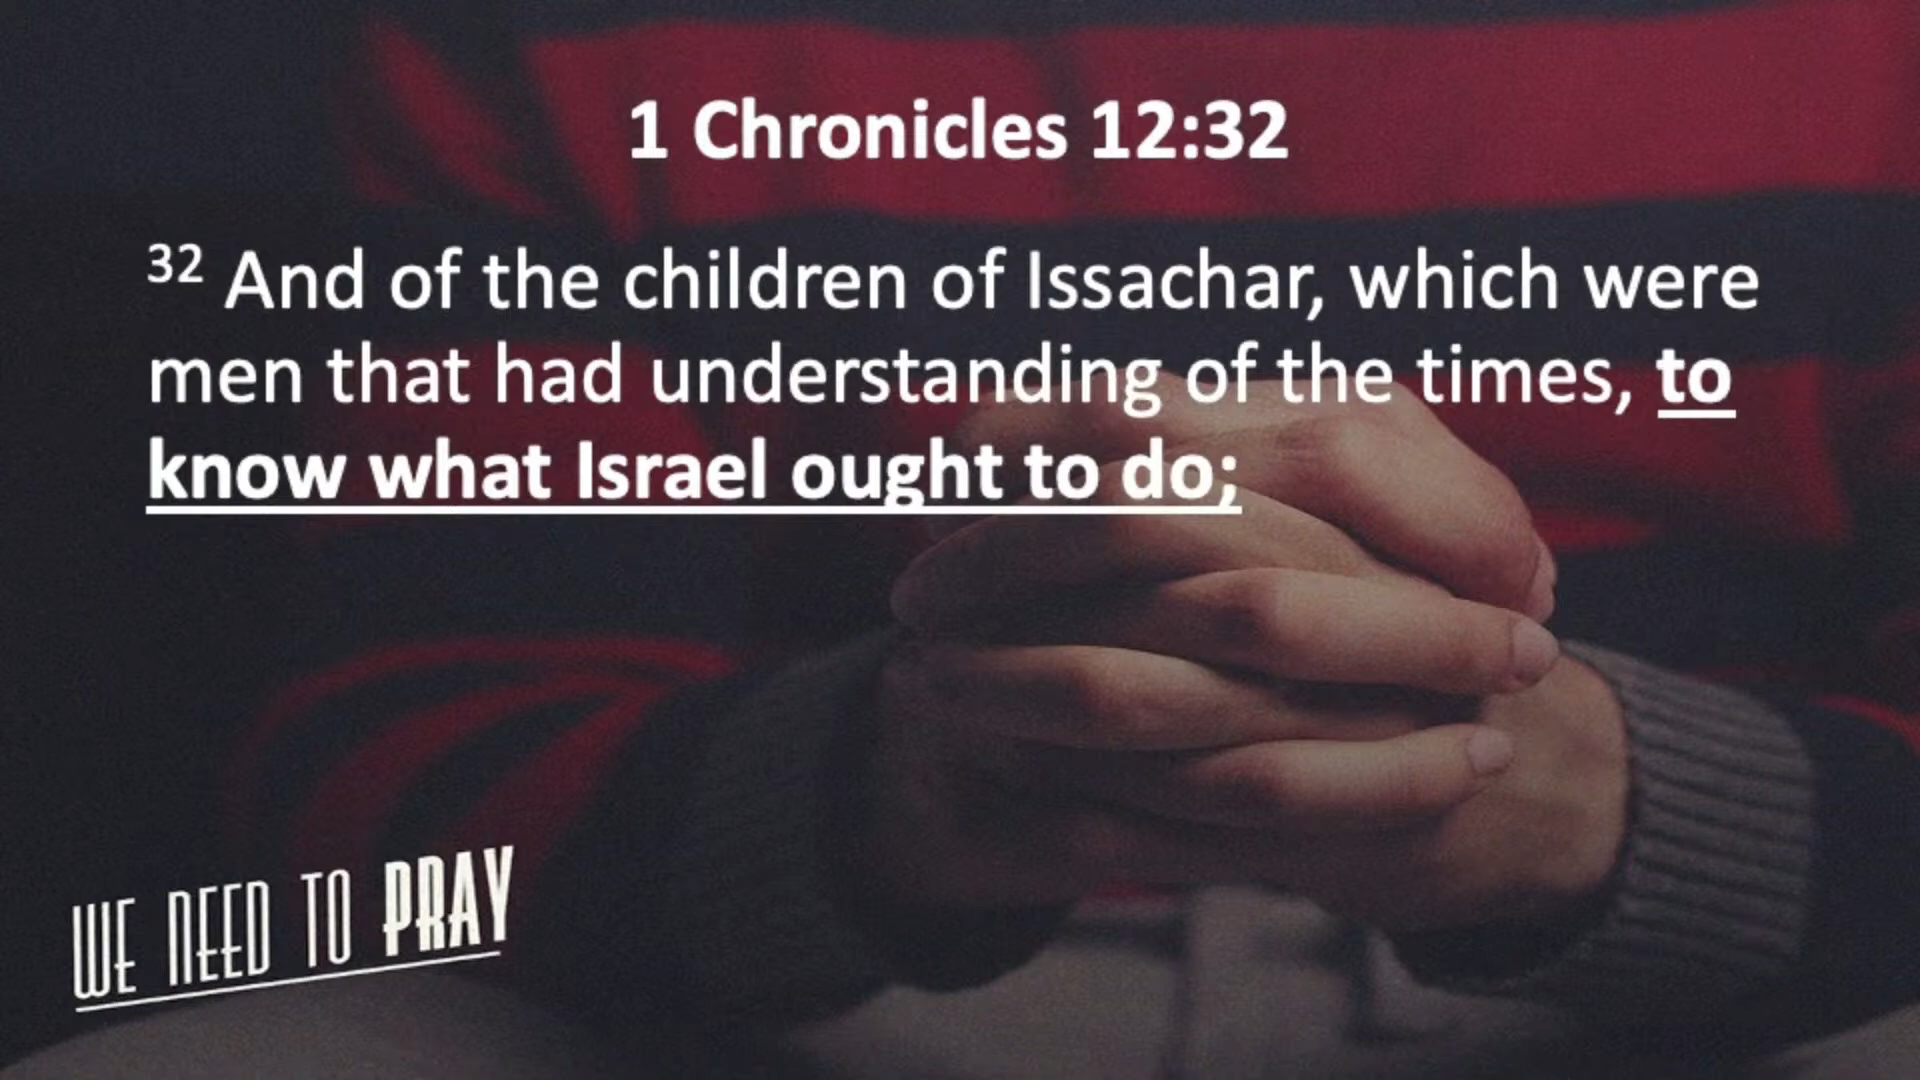 1 Chronicles 12:32
32 And of the children of Issachar, which were
men that had understanding of the times, to
know what Israel ought to do;
WE NEED TO PRAY